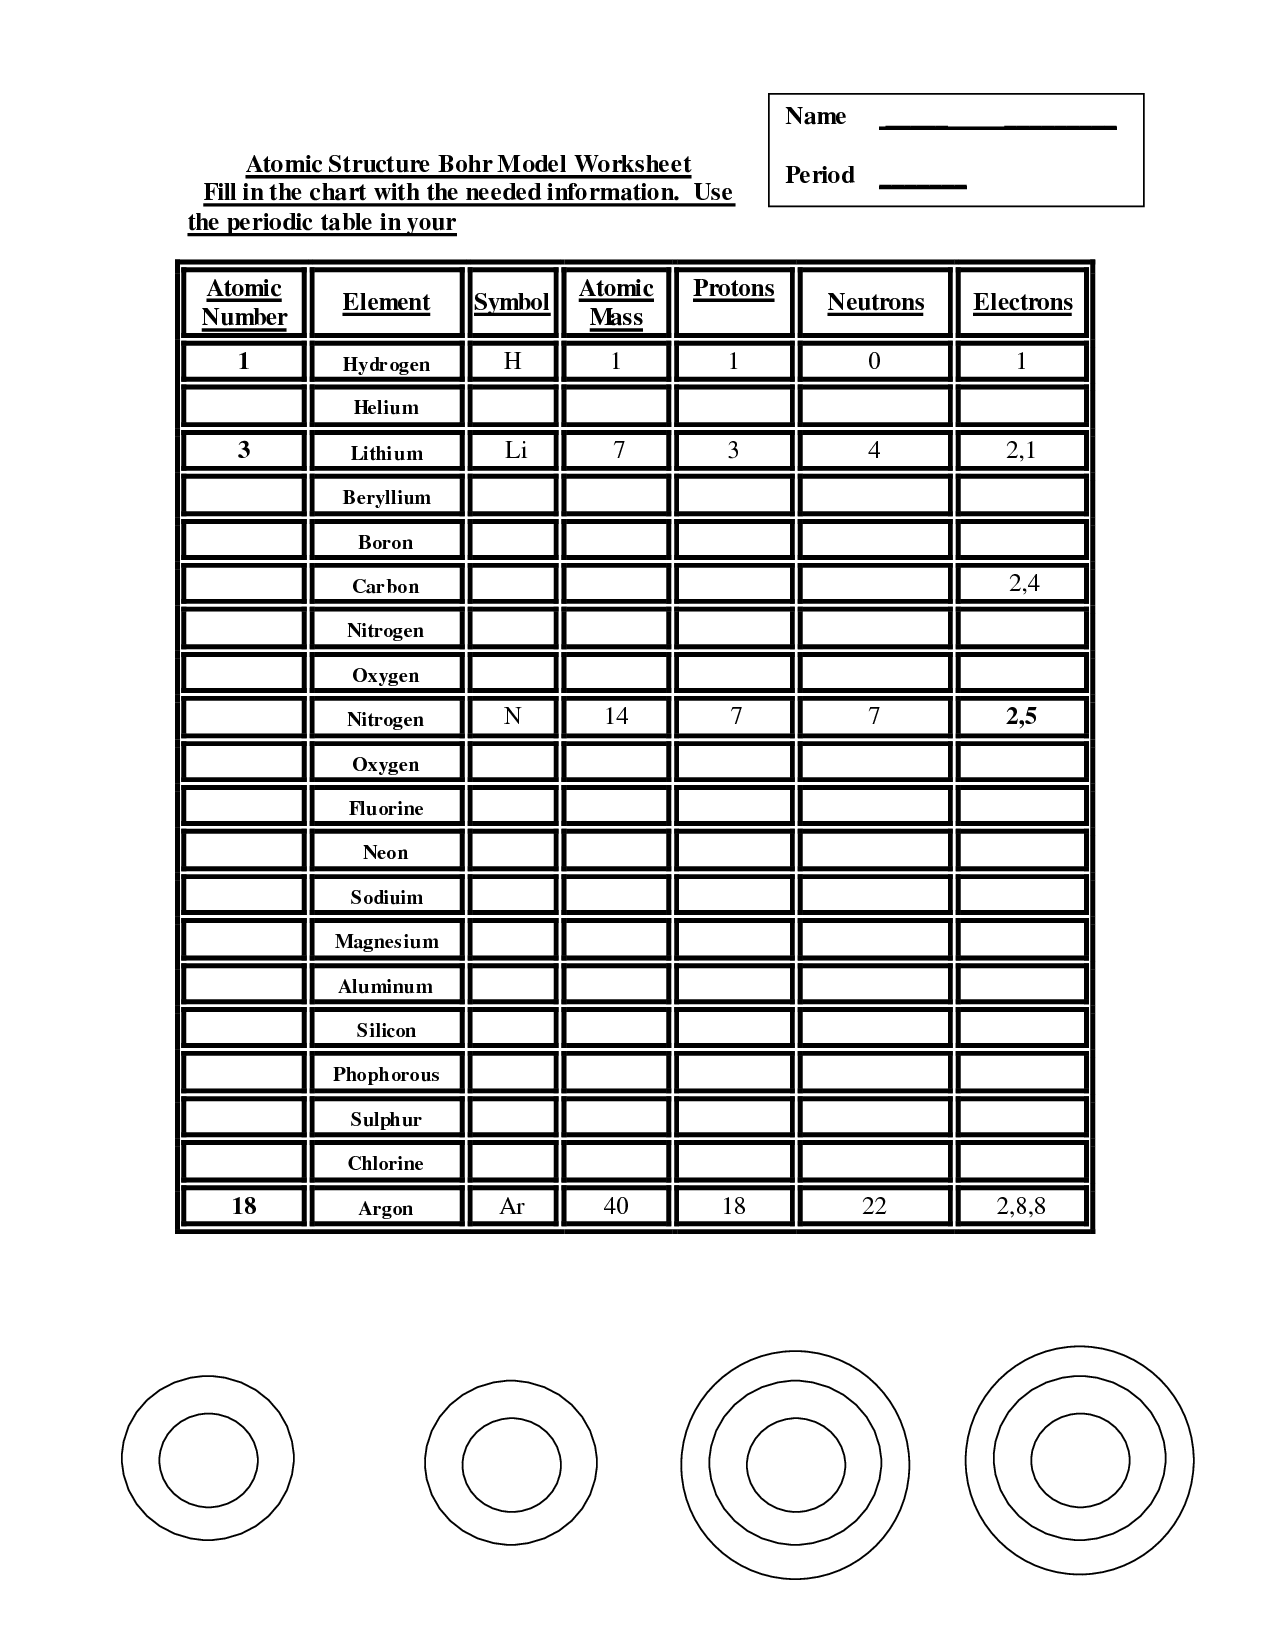 Name
Period
Atomic Structure Bohr Model Worksheet
Fill in the chart with the needed information. Use
the periodic table in your
Atomic Number Element Symbol Atomic Mass Protons Neutrons Electrons
1 Hydrogen H 1 1 0 1
Helium
3 Lithium Li 7 3 4 2,1
Beryllium
Boron
Carbon 2,4
Nitrogen
Oxygen
Nitrogen N 14 7 7 2,5
Oxygen
Fluorine
Neon
Sodiuim
Magnesium
Aluminum
Silicon
Phophorous
Sulphur
Chlorine
18 Argon Ar 40 18 22 2,8,8